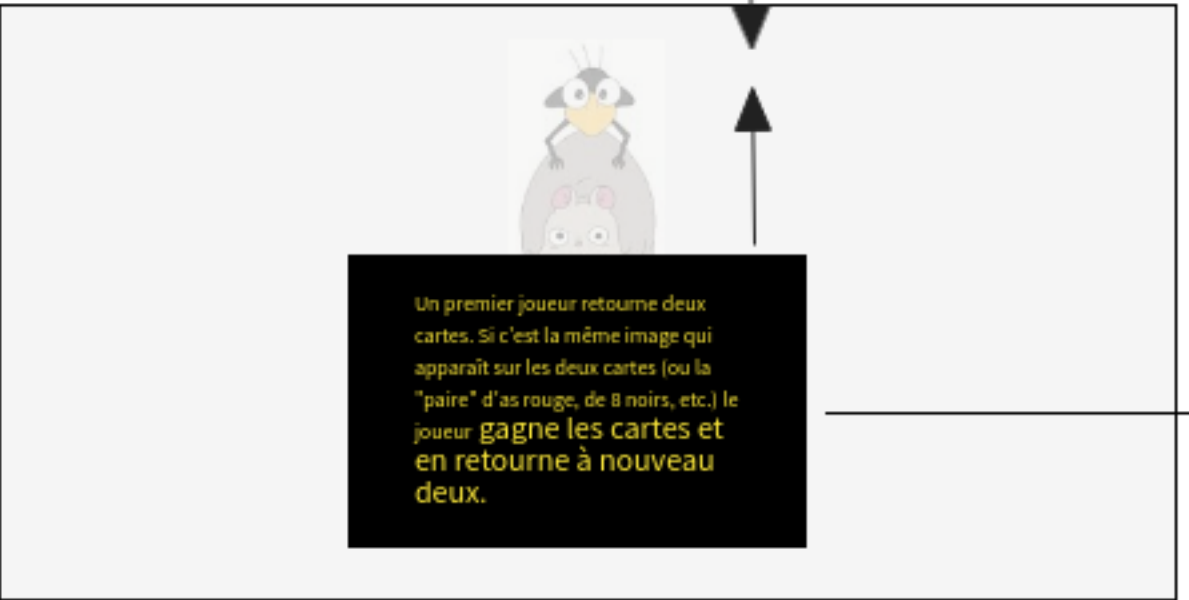 Un premier joueur retourne deux
cartes. Si c'est la même image qui
apparaît sur les deux cartes (ou la
"paire" d'as rouge, de 8 noirs, etc.) le
joueur gagne les cartes et
en retourne à nouveau
deux.